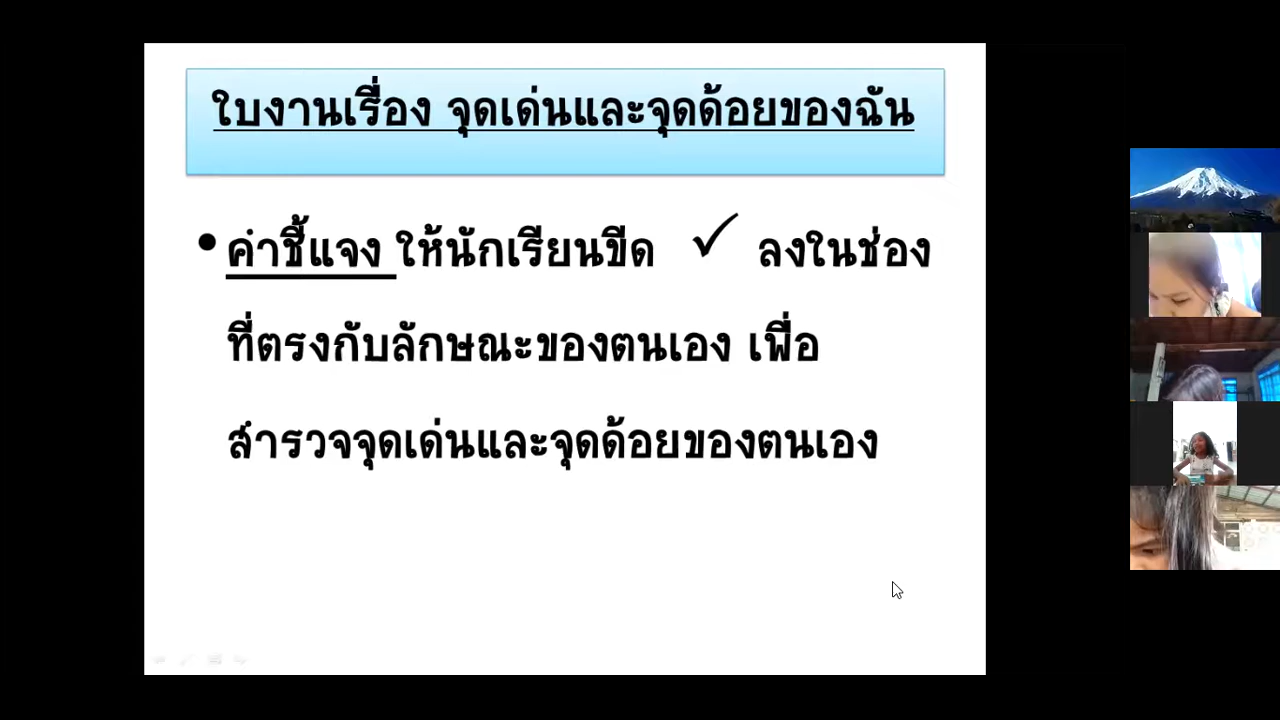 ใบงานเรื่อง จุดเด่นและจุดด้อยของฉัน
• คำชี้แจง ให้นักเรียนขีด ✓ ลงในช่อง
ที่ตรงกับลักษณะของตนเอง เพื่อ
สำรวจจุดเด่นและจุดด้อยของตนเอง